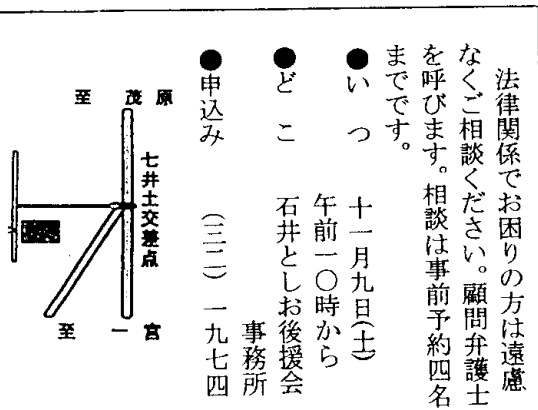 法律関係でお困りの方は遠慮
なくご相談ください。顧問弁護士
を呼びます。相談は事前予約四名
までです。
●いつ 十一月九日(土)
午前一〇時から
●どこ 石井としお後援会
事務所
●申込み (三二)一九七四
七井土交差点
至茂原
至一宮